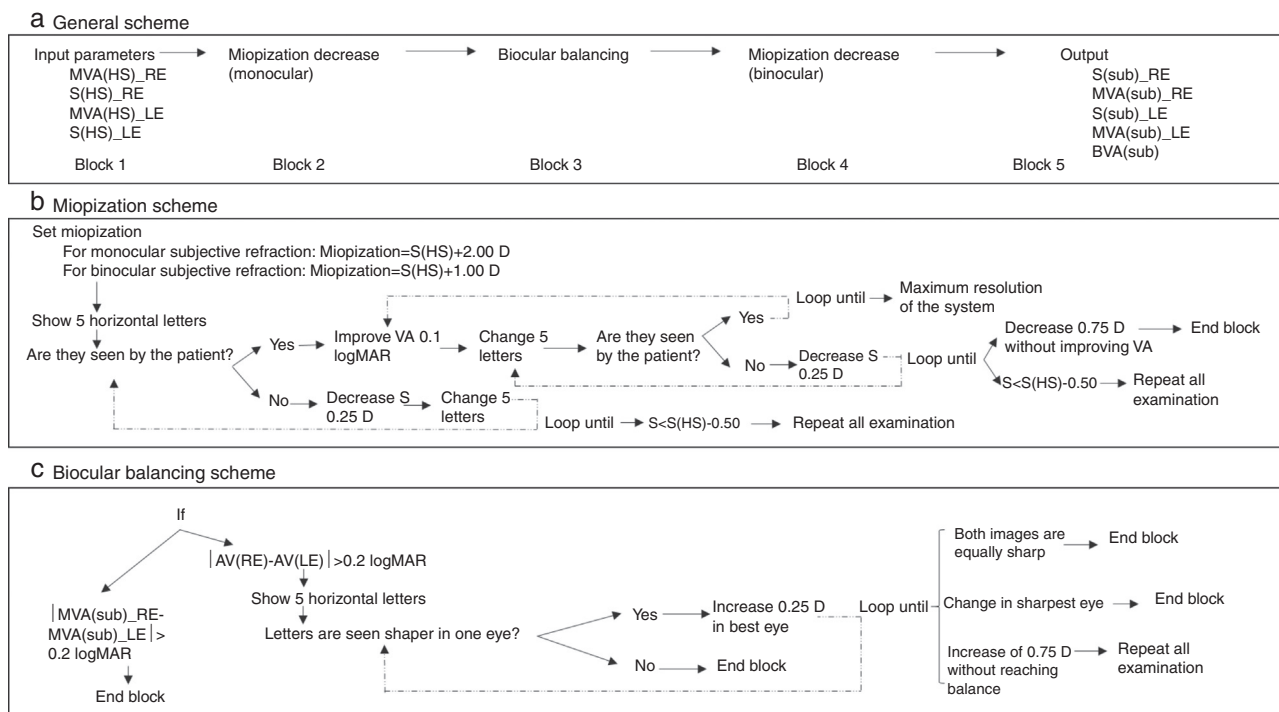 a General scheme
Input parameters
MVA(HS)_RE
S(HS)_RE
MVA(HS)_LE
S(HS)_LE
Block 1
Miopization decrease
(monocular)
Block 2
Biocular balancing
Block 3
Miopization decrease
(binocular)
Block 4
Output
S(sub)_RE
MVA(sub)_RE
S(sub)_LE
MVA(sub)_LE
BVA(sub)
Block 5
b Miopization scheme
Set miopization
For monocular subjective refraction: Miopization=S(HS)+2.00 D
For binocular subjective refraction: Miopization=S(HS)+1.00 D
Show 5 horizontal letters
Are they seen by the patient?
Yes
Improve VA 0.1
logMAR
Change 5
letters
Are they seen
by the patient?
Yes
Loop until
Maximum resolution
of the system
No
Decrease S
0.25 D
Loop until
Decrease 0.75 D
without improving VA
End block
S<S(HS)-0.50
Repeat all
examination
No
Decrease S
0.25 D
Change 5
letters
Loop until
S<S(HS)-0.50
Repeat all examination
c Biocular balancing scheme
If
|MVA(sub)_RE-
MVA(sub)_LE|>
0.2 logMAR
End block
|AV(RE)-AV(LE)|>0.2 logMAR
Show 5 horizontal letters
Letters are seen shaper in one eye?
Yes
Increase 0.25 D
in best eye
No
End block
Loop until
Both images are
equally sharp
End block
Change in sharpest eye
End block
Increase of 0.75 D
without reaching
balance
Repeat all
examination